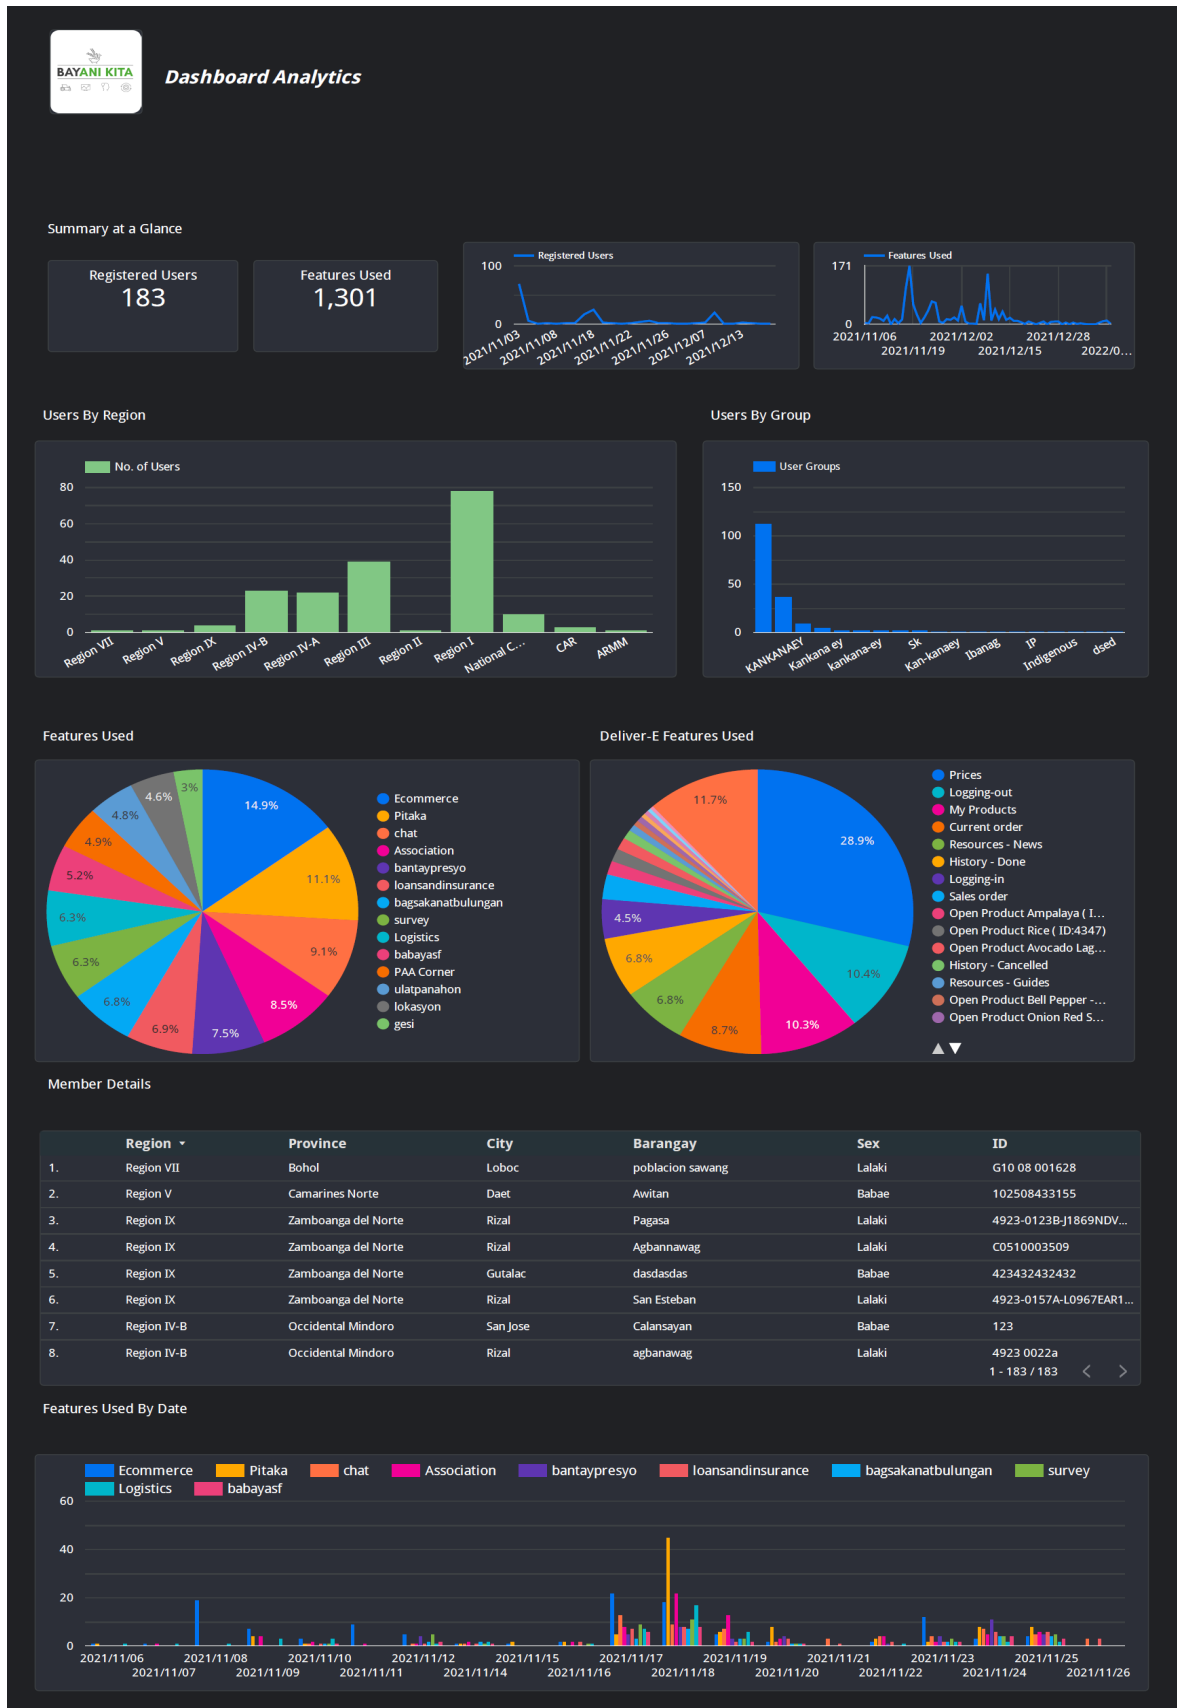 BAYANI KITA
Dashboard Analytics
Summary at a Glance
Registered Users
183
Features Used
1,301
Registered Users
100
0
2021/11/03
2021/11/08
2021/11/18
2021/11/22
2021/11/26
2021/12/07
2021/12/13
Features Used
171
0
2021/11/06
2021/12/02
2021/12/28
2021/11/19
2021/12/15
2022/0...
Users By Region
No. of Users
80
60
40
20
0
Region VII
Region V
Region IX
Region IV-B
Region IV-A
Region III
Region II
Region I
National C...
CAR
ARMM
Users By Group
User Groups
150
100
50
0
KANKANAEY
Kankana ey
kankana-ey
Sk
Kan-kanaey
Ibanag
IP
Indigenous
dsed
Features Used
14.9%
11.1%
9.1%
8.5%
7.5%
6.9%
6.8%
6.3%
6.3%
5.2%
4.9%
4.8%
4.6%
3%
Ecommerce
Pitaka
chat
Association
bantaypresyo
loansandinsurance
bagsakanatbulungan
survey
Logistics
babayasf
PAA Corner
ulatpanahon
lokasyon
gesi
Deliver-E Features Used
28.9%
10.4%
10.3%
8.7%
6.8%
6.8%
4.5%
11.7%
Prices
Logging-out
My Products
Current order
Resources - News
History - Done
Logging-in
Sales order
Open Product Ampalaya ( I...
Open Product Rice ( ID:4347)
Open Product Avocado Lag...
History - Cancelled
Resources - Guides
Open Product Bell Pepper -...
Open Product Onion Red S...
Member Details
Region Province City Barangay Sex ID
1. Region VII Bohol Loboc poblacion sawang Lalaki G10 08 001628
2. Region V Camarines Norte Daet Awitan Babae 102508433155
3. Region IX Zamboanga del Norte Rizal Pagasa Lalaki 4923-0123B-J1869NDV...
4. Region IX Zamboanga del Norte Rizal Agbannawag Lalaki C0510003509
5. Region IX Zamboanga del Norte Gutalac dasdasdas Babae 423432432432
6. Region IX Zamboanga del Norte Rizal San Esteban Lalaki 4923-0157A-L0967EAR1...
7. Region IV-B Occidental Mindoro San Jose Calansayan Babae 123
8. Region IV-B Occidental Mindoro Rizal agbanawag Lalaki 4923 0022a
1 - 183 / 183
Features Used By Date
Ecommerce Pitaka chat Association bantaypresyo loansandinsurance bagsakanatbulungan survey
Logistics babayasf
60
40
20
0
2021/11/06 2021/11/08 2021/11/10 2021/11/12 2021/11/15 2021/11/17 2021/11/19 2021/11/21 2021/11/23 2021/11/25
2021/11/07 2021/11/09 2021/11/11 2021/11/14 2021/11/16 2021/11/18 2021/11/20 2021/11/22 2021/11/24 2021/11/26